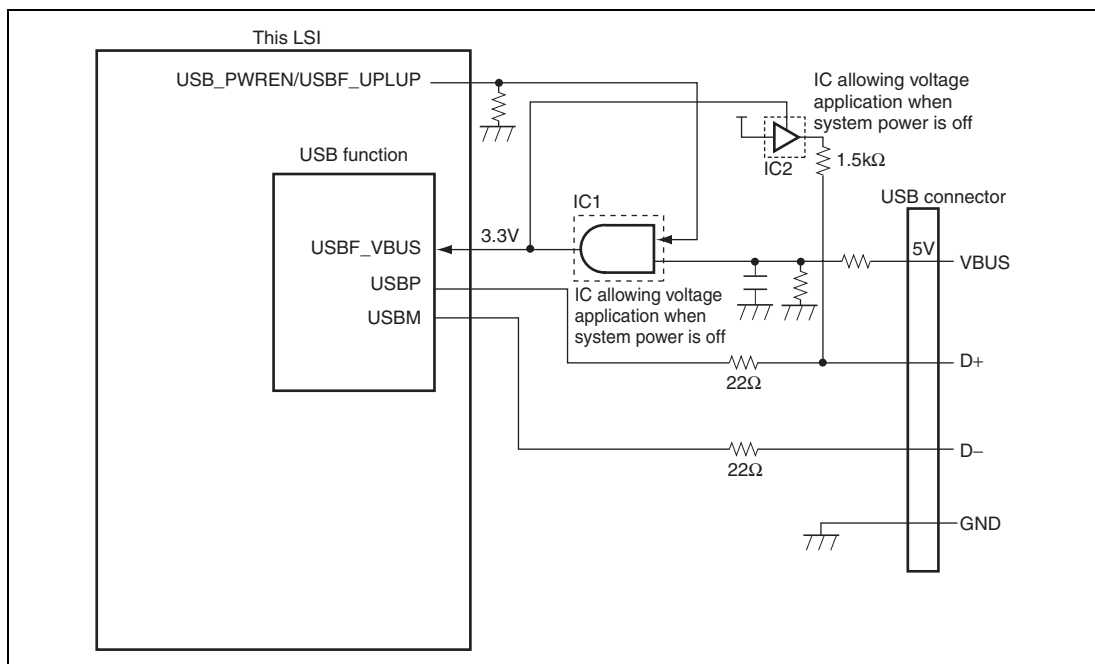 This LSI
USB_PWREN/USBF_UPLUP
IC allowing voltage
application when
system power is off
IC2
1.5kΩ
USB function
USB connector
IC1
3.3V
5V
USBF_VBUS
VBUS
USBP
IC allowing voltage
application when
system power is off
USBM
D+
22Ω
D−
22Ω
GND